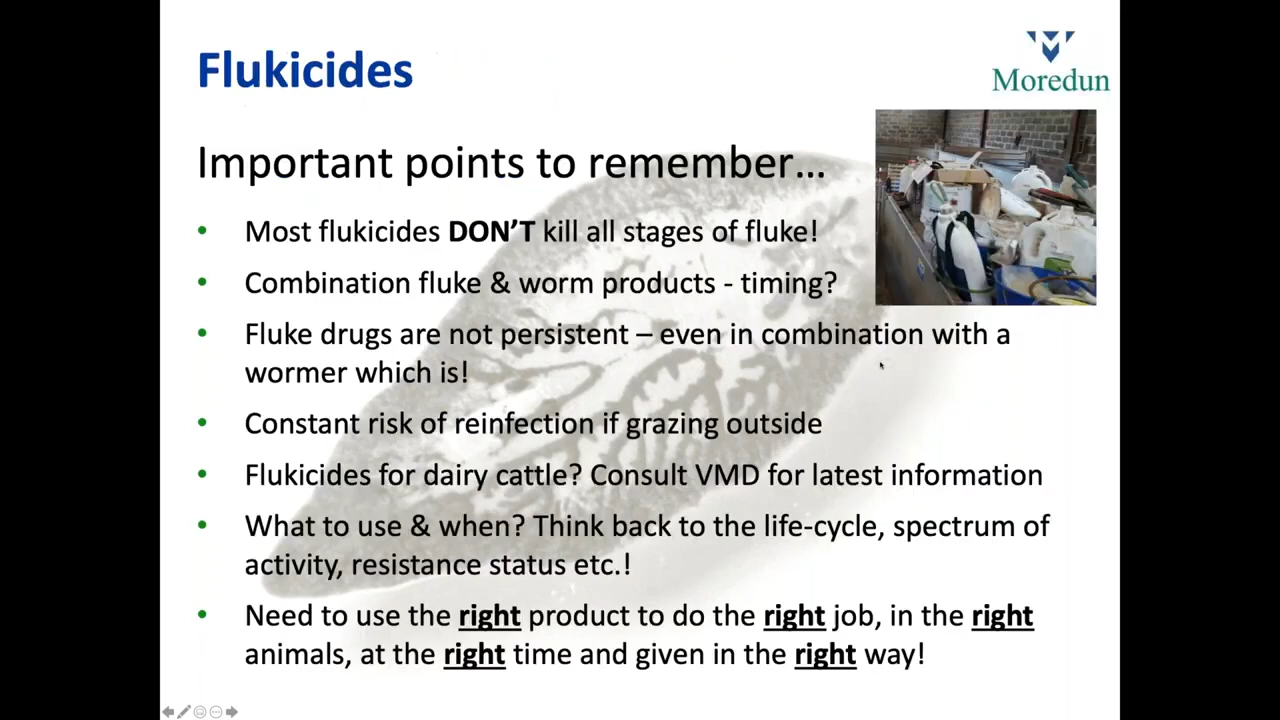 Flukicides
Moredun
Important points to remember...
• Most flukicides DON'T kill all stages of fluke!
• Combination fluke & worm products - timing?
• Fluke drugs are not persistent – even in combination with a
wormer which is!
• Constant risk of reinfection if grazing outside
• Flukicides for dairy cattle? Consult VMD for latest information
• What to use & when? Think back to the life-cycle, spectrum of
activity, resistance status etc.!
• Need to use the right product to do the right job, in the right
animals, at the right time and given in the right way!